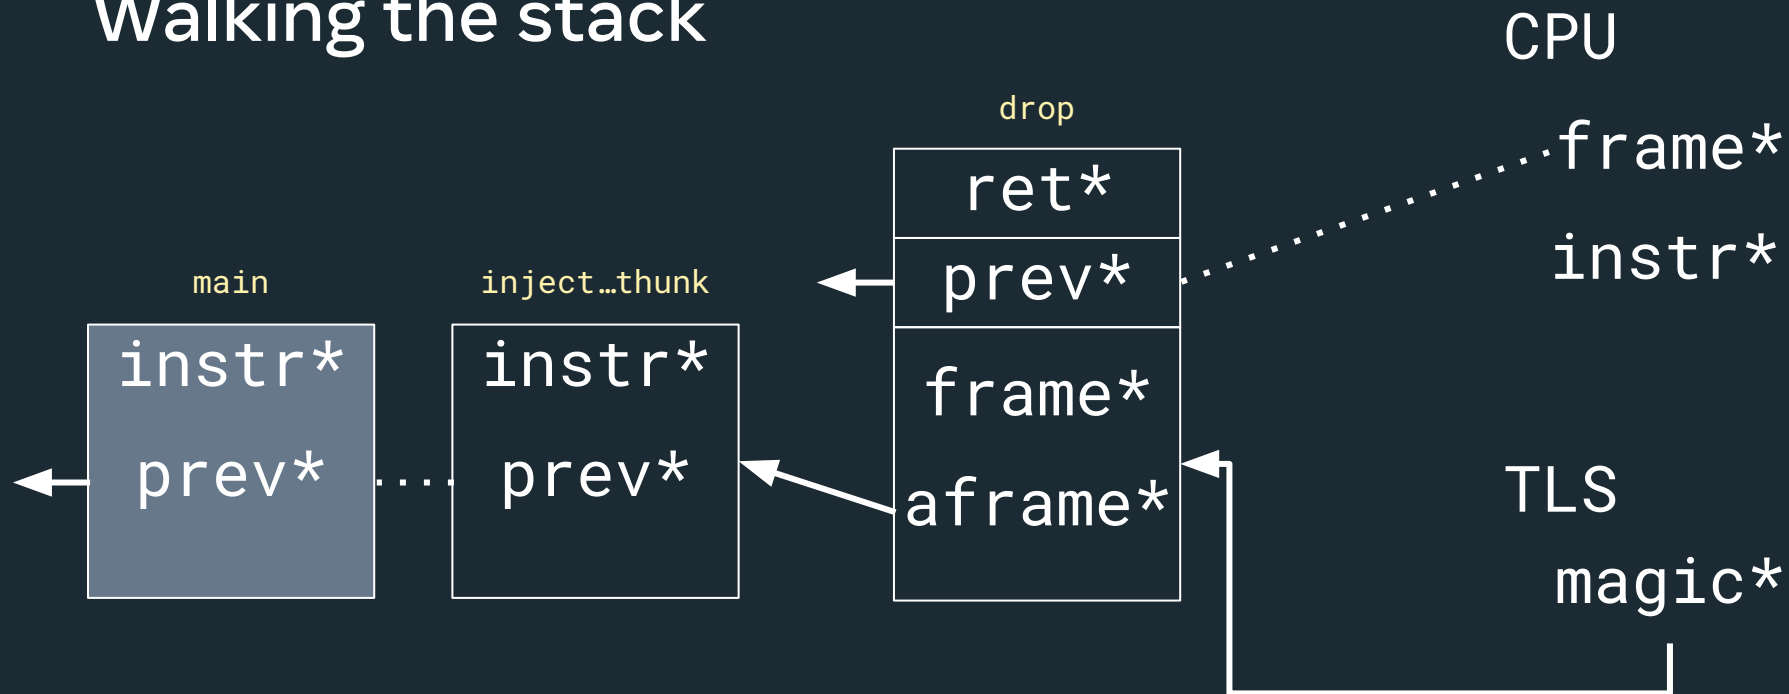 Walking the stack
CPU
frame*
instr*
drop
ret*
prev*
frame*
aframe*
main
instr*
prev*
inject…thunk
instr*
prev*
TLS
magic*